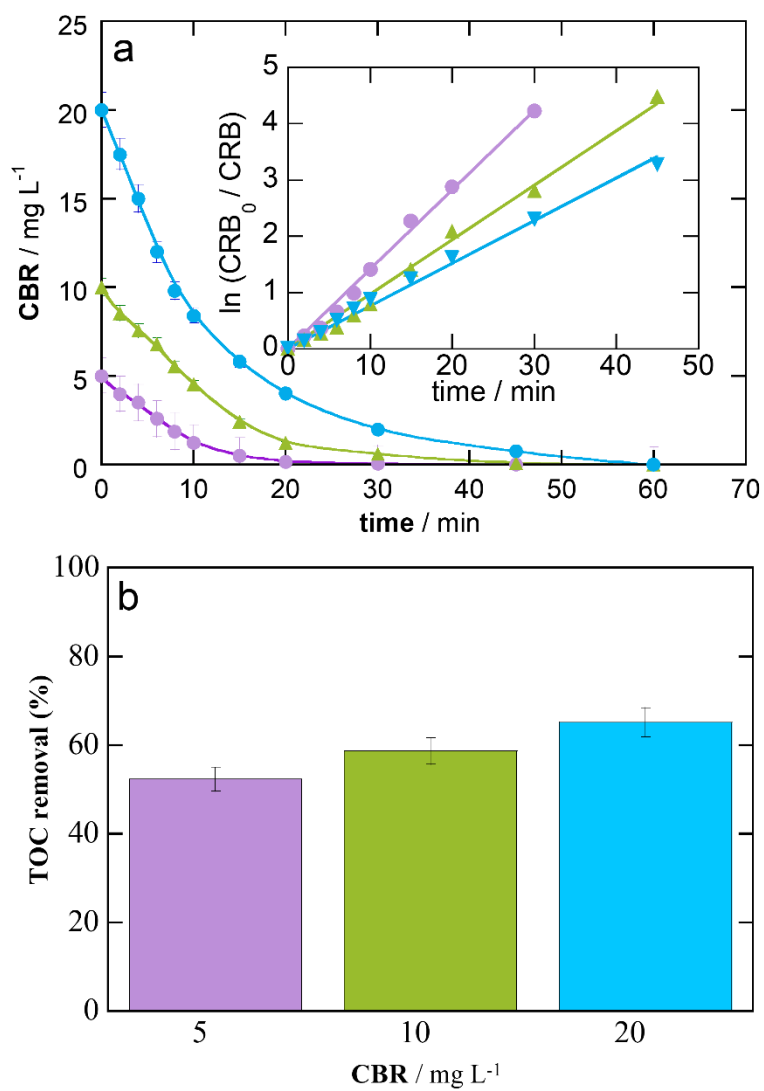 a
25
20
15
10
5
0
CBR / mg L⁻¹
0 10 20 30 40 50 60 70
time / min
5
4
3
2
1
0
ln (CRB₀ / CRB)
0 10 20 30 40 50
time / min
b
100
80
60
40
20
0
TOC removal (%)
5 10 20
CBR / mg L⁻¹